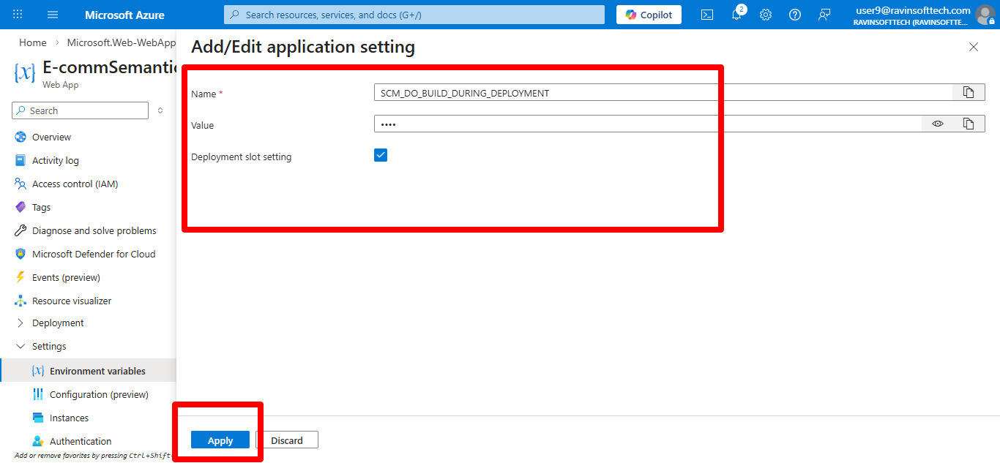 Microsoft Azure
Search resources, services, and docs (G+/)
Copilot
2
user9@ravinsofttech.com
RAVINSOFTTECH (RAVINSOFTTE...
Home > Microsoft.Web-WebApp
E-commSemantic
Web App
Search
Overview
Activity log
Access control (IAM)
Tags
Diagnose and solve problems
Microsoft Defender for Cloud
Events (preview)
Resource visualizer
Deployment
Settings
Environment variables
Configuration (preview)
Instances
Authentication
Add or remove favorites by pressing Ctrl+Shift+
Add/Edit application setting
Name *
SCM_DO_BUILD_DURING_DEPLOYMENT
Value
••••
Deployment slot setting
Apply
Discard